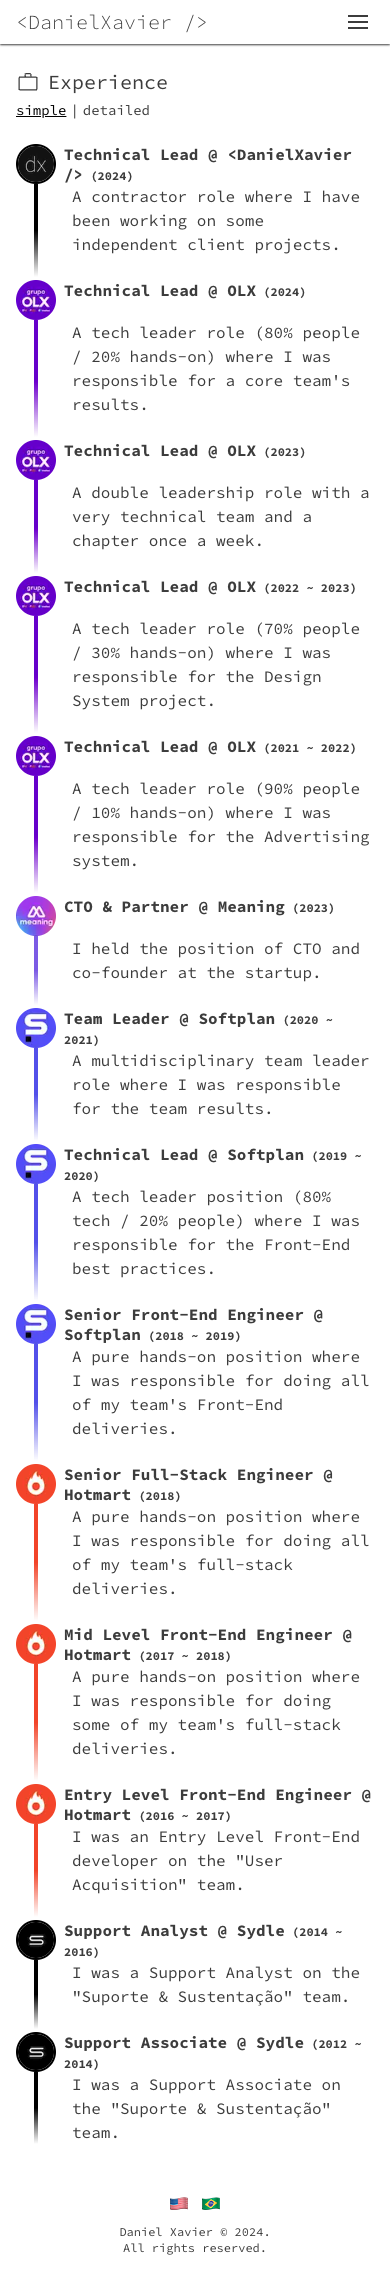 <DanielXavier />
Experience
simple | detailed
dx
Technical Lead @ <DanielXavier
/> (2024)
A contractor role where I have
been working on some
independent client projects.
grupo
OLX
Technical Lead @ OLX (2024)
A tech leader role (80% people
/ 20% hands-on) where I was
responsible for a core team's
results.
grupo
OLX
Technical Lead @ OLX (2023)
A double leadership role with a
very technical team and a
chapter once a week.
grupo
OLX
Technical Lead @ OLX (2022 ~ 2023)
A tech leader role (70% people
/ 30% hands-on) where I was
responsible for the Design
System project.
grupo
OLX
Technical Lead @ OLX (2021 ~ 2022)
A tech leader role (90% people
/ 10% hands-on) where I was
responsible for the Advertising
system.
meaning
CTO & Partner @ Meaning (2023)
I held the position of CTO and
co-founder at the startup.
Team Leader @ Softplan (2020 ~
2021)
A multidisciplinary team leader
role where I was responsible
for the team results.
Technical Lead @ Softplan (2019 ~
2020)
A tech leader position (80%
tech / 20% people) where I was
responsible for the Front-End
best practices.
Senior Front-End Engineer @
Softplan (2018 ~ 2019)
A pure hands-on position where
I was responsible for doing all
of my team's Front-End
deliveries.
Senior Full-Stack Engineer @
Hotmart (2018)
A pure hands-on position where
I was responsible for doing all
of my team's full-stack
deliveries.
Mid Level Front-End Engineer @
Hotmart (2017 ~ 2018)
A pure hands-on position where
I was responsible for doing
some of my team's full-stack
deliveries.
Entry Level Front-End Engineer @
Hotmart (2016 ~ 2017)
I was an Entry Level Front-End
developer on the "User
Acquisition" team.
Support Analyst @ Sydle (2014 ~
2016)
I was a Support Analyst on the
"Suporte & Sustentação" team.
Support Associate @ Sydle (2012 ~
2014)
I was a Support Associate on
the "Suporte & Sustentação"
team.
Daniel Xavier © 2024.
All rights reserved.